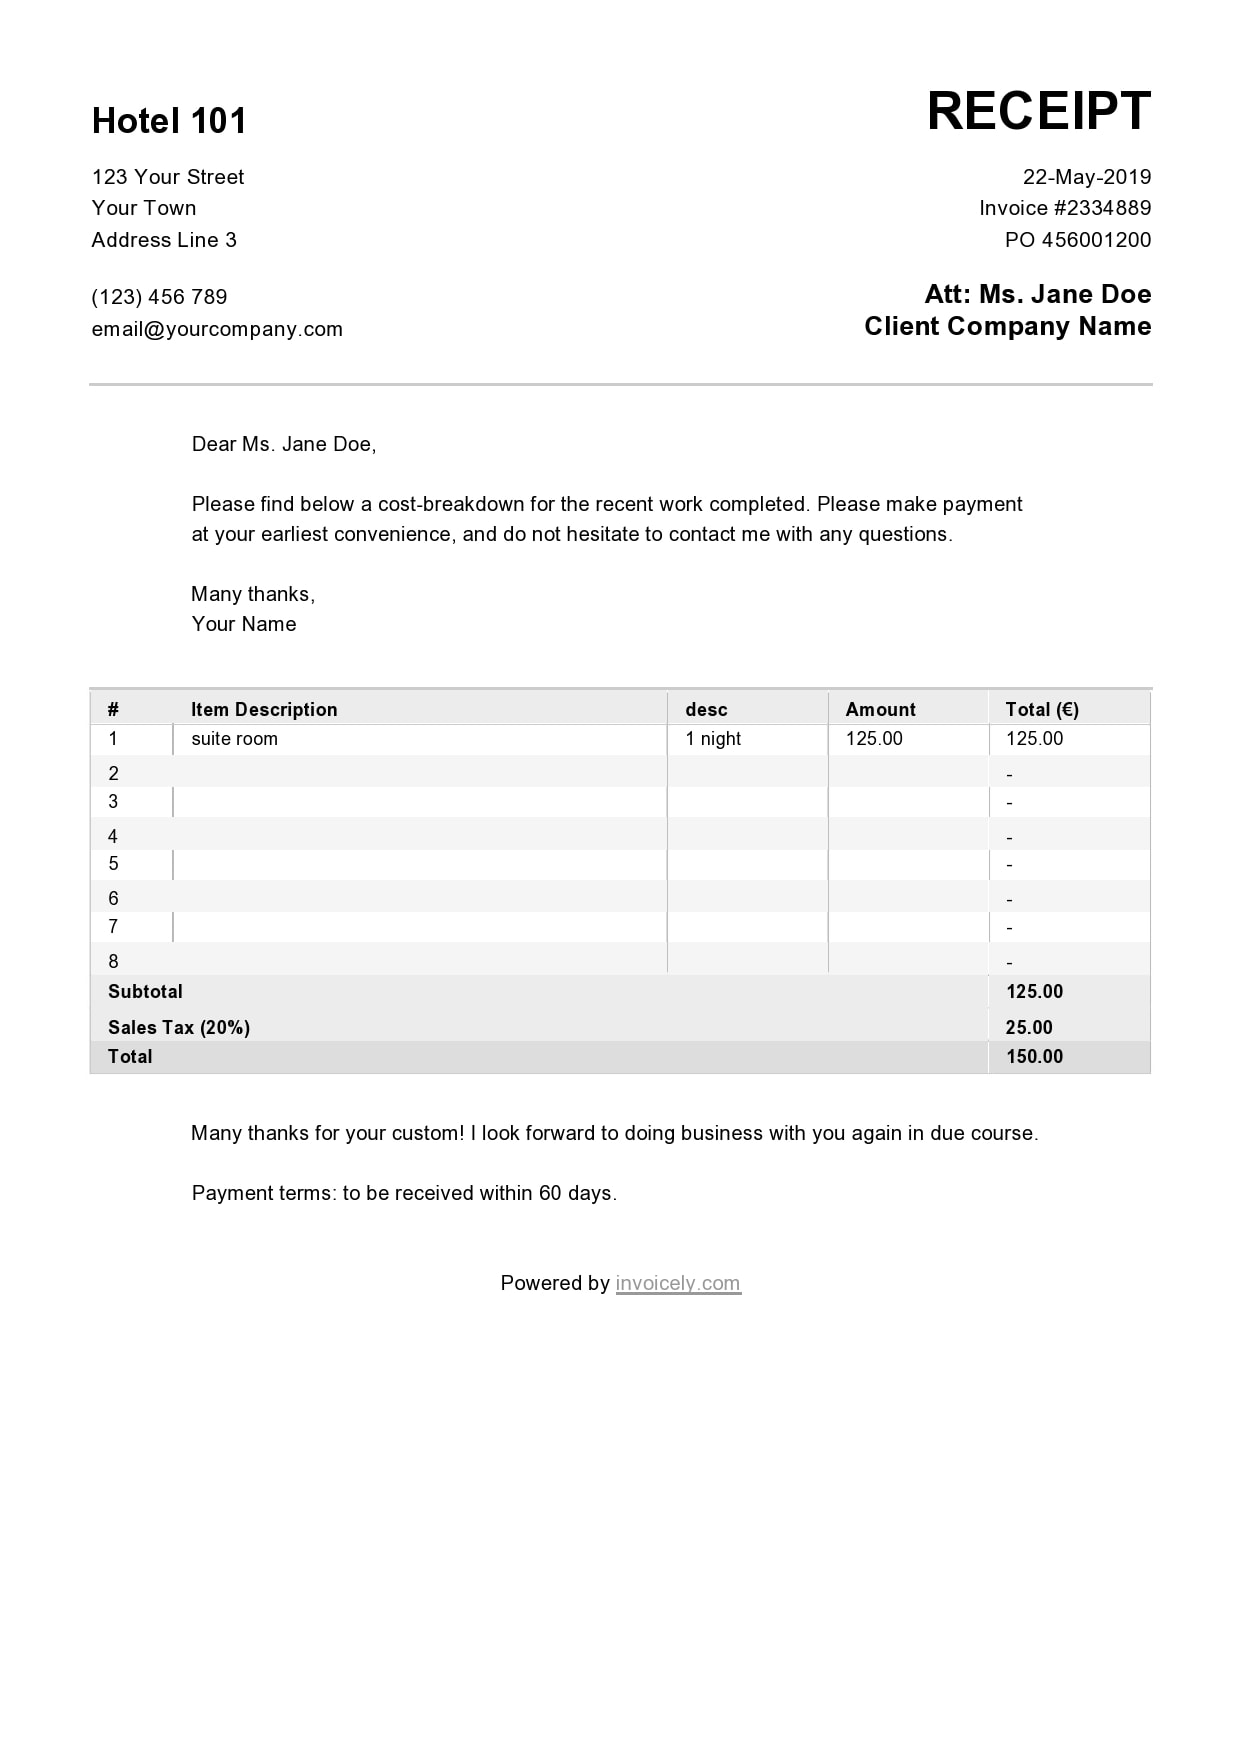 Hotel 101
RECEIPT
123 Your Street
Your Town
Address Line 3
22-May-2019
Invoice #2334889
PO 456001200
(123) 456 789
email@yourcompany.com
Att: Ms. Jane Doe
Client Company Name
Dear Ms. Jane Doe,
Please find below a cost-breakdown for the recent work completed. Please make payment
at your earliest convenience, and do not hesitate to contact me with any questions.
Many thanks,
Your Name
# Item Description desc Amount Total (€)
1 suite room 1 night 125.00 125.00
2 -
3 -
4 -
5 -
6 -
7 -
8 -
Subtotal 125.00
Sales Tax (20%) 25.00
Total 150.00
Many thanks for your custom! I look forward to doing business with you again in due course.
Payment terms: to be received within 60 days.
Powered by invoicely.com